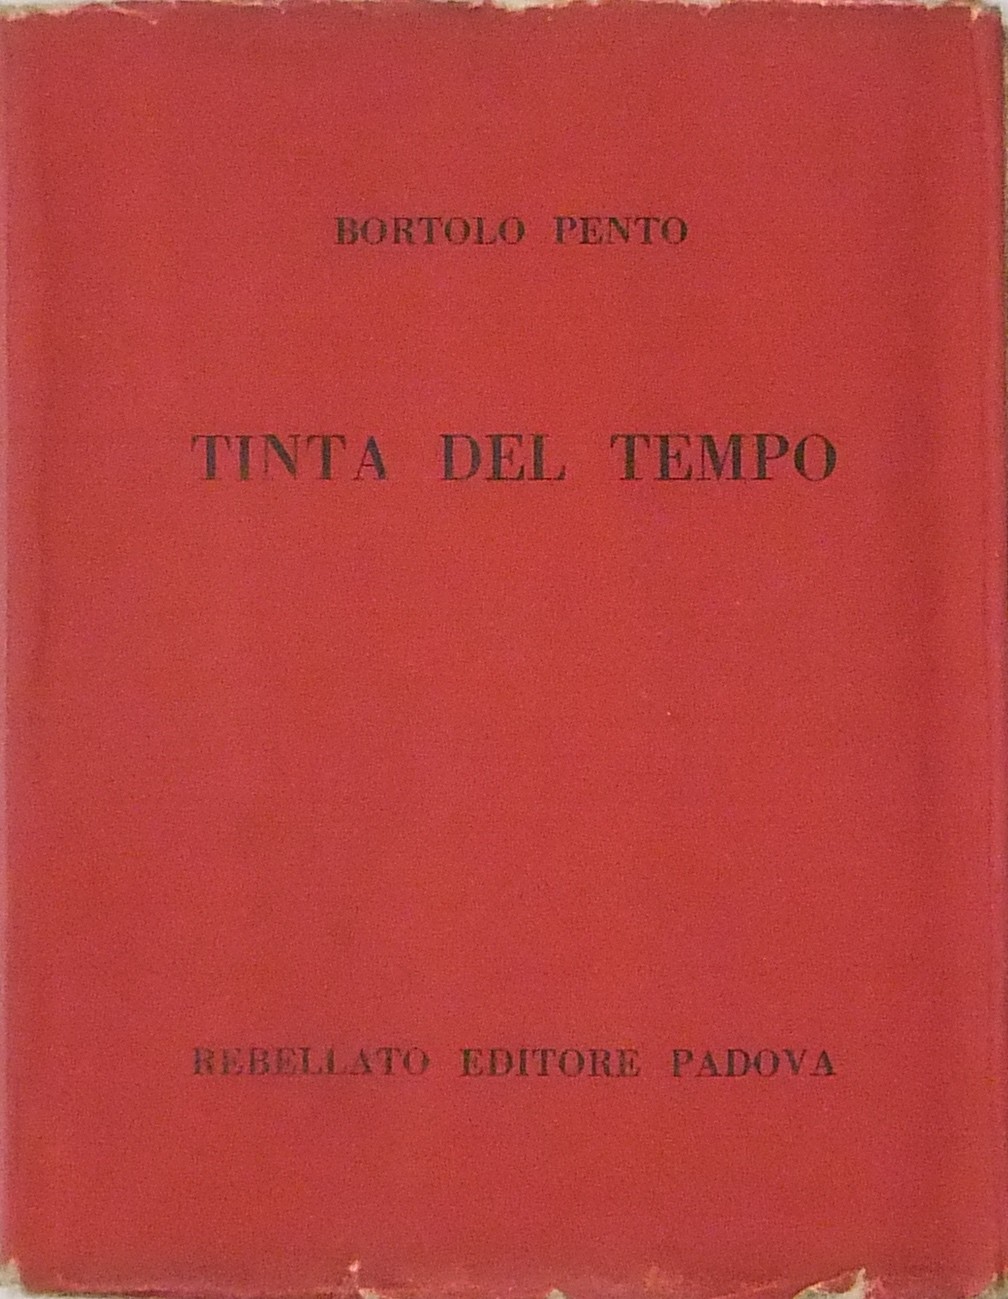 BORTOLO PENTO
TINTA DEL TEMPO
REBELLATO EDITORE PADOVA